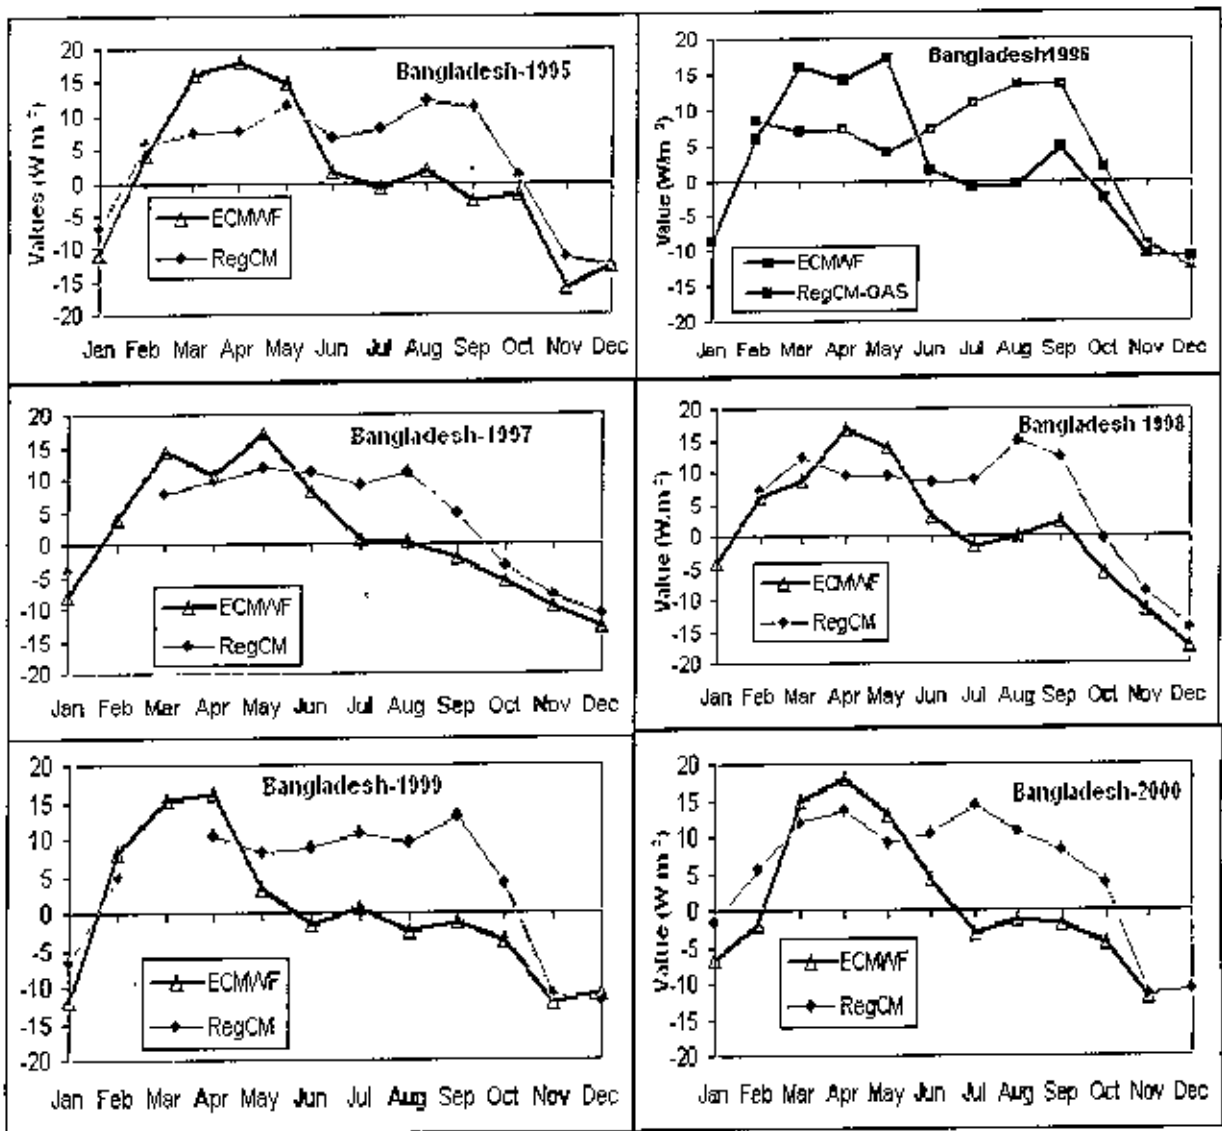 Bangladesh-1995
Values (W m⁻²)
20
15
10
5
0
-5
-10
-15
-20
ECMWF
RegCM
Jan Feb Mar Apr May Jun Jul Aug Sep Oct Nov Dec
Bangladesh1996
Value (W/m⁻²)
20
15
10
5
0
-5
-10
-15
-20
ECMWF
RegCM-GAS
Jan Feb Mar Apr May Jun Jul Aug Sep Oct Nov Dec
Bangladesh-1997
20
15
10
5
0
-5
-10
-15
-20
ECMWF
RegCM
Jan Feb Mar Apr May Jun Jul Aug Sep Oct Nov Dec
Bangladesh-1998
Value (W.m⁻²)
20
15
10
5
0
-5
-10
-15
-20
ECMWF
RegCM
Jan Feb Mar Apr May Jun Jul Aug Sep Oct Nov Dec
Bangladesh-1999
20
15
10
5
0
-5
-10
-15
-20
ECMWF
RegCM
Jan Feb Mar Apr May Jun Jul Aug Sep Oct Nov Dec
Bangladesh-2000
Value (W m⁻²)
20
15
10
5
0
-5
-10
-15
-20
ECMWF
RegCM
Jan Feb Mar Apr May Jun Jul Aug Sep Oct Nov Dec